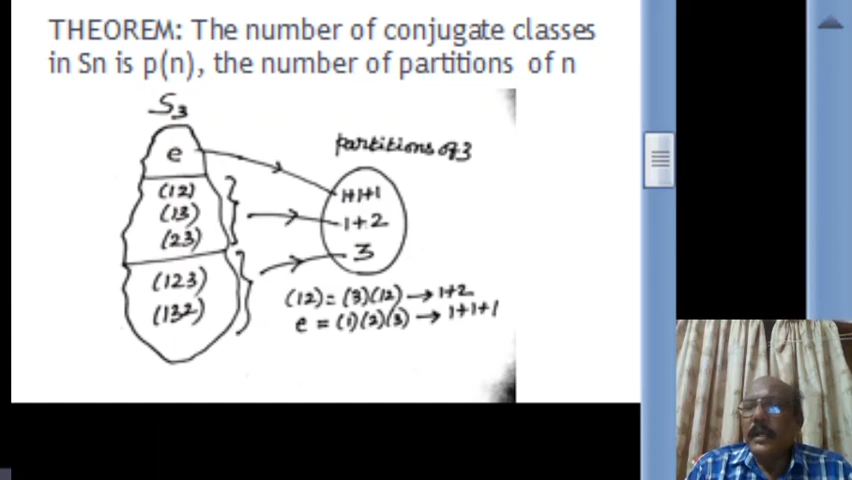 THEOREM: The number of conjugate classes
in Sn is p(n), the number of partitions of n
S3
partitions of 3
e
1+1+1
(12)
(13)
1+2
(23)
3
(123)
(132)
(12) = (3)(12) → 1+2
e = (1)(2)(3) → 1+1+1